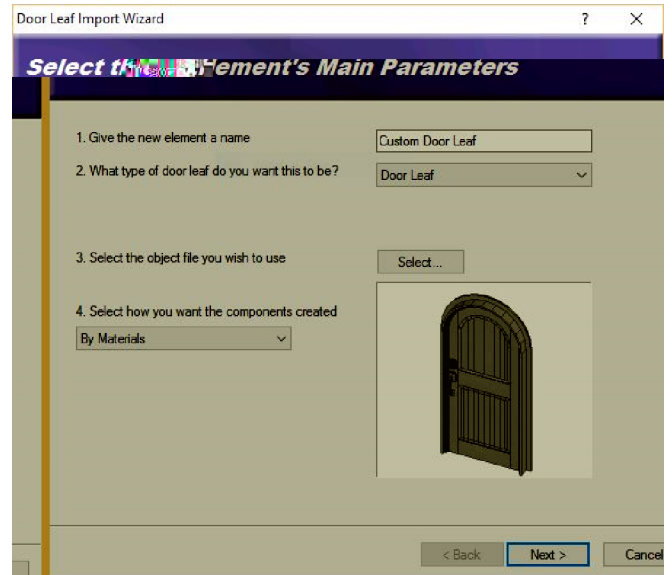 Door Leaf Import Wizard ? ×
Select Element's Main Parameters
1. Give the new element a name
Custom Door Leaf
2. What type of door leaf do you want this to be?
Door Leaf
3. Select the object file you wish to use
Select...
4. Select how you want the components created
By Materials
< Back Next > Cancel